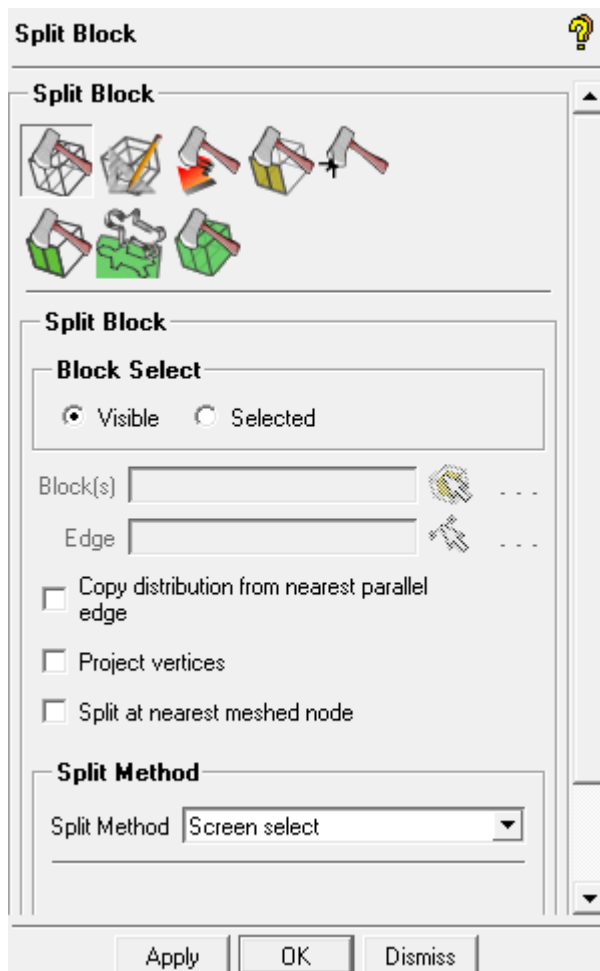 Split Block
Split Block
Split Block
Block Select
Visible Selected
Block(s) ...
Edge ...
Copy distribution from nearest parallel
edge
Project vertices
Split at nearest meshed node
Split Method
Split Method Screen select
Apply OK Dismiss